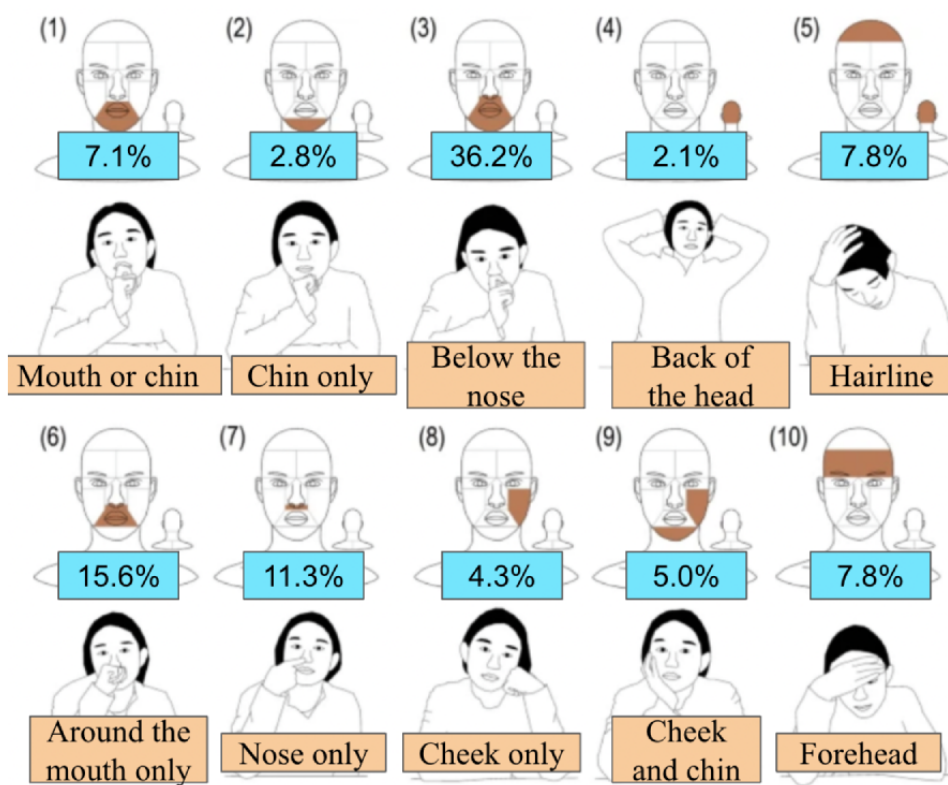 (1) (2) (3) (4) (5)
7.1% 2.8% 36.2% 2.1% 7.8%
Mouth or chin
Chin only
Below the
nose
Back of
the head
Hairline
(6) (7) (8) (9) (10)
15.6% 11.3% 4.3% 5.0% 7.8%
Around the
mouth only
Nose only
Cheek only
Cheek
and chin
Forehead